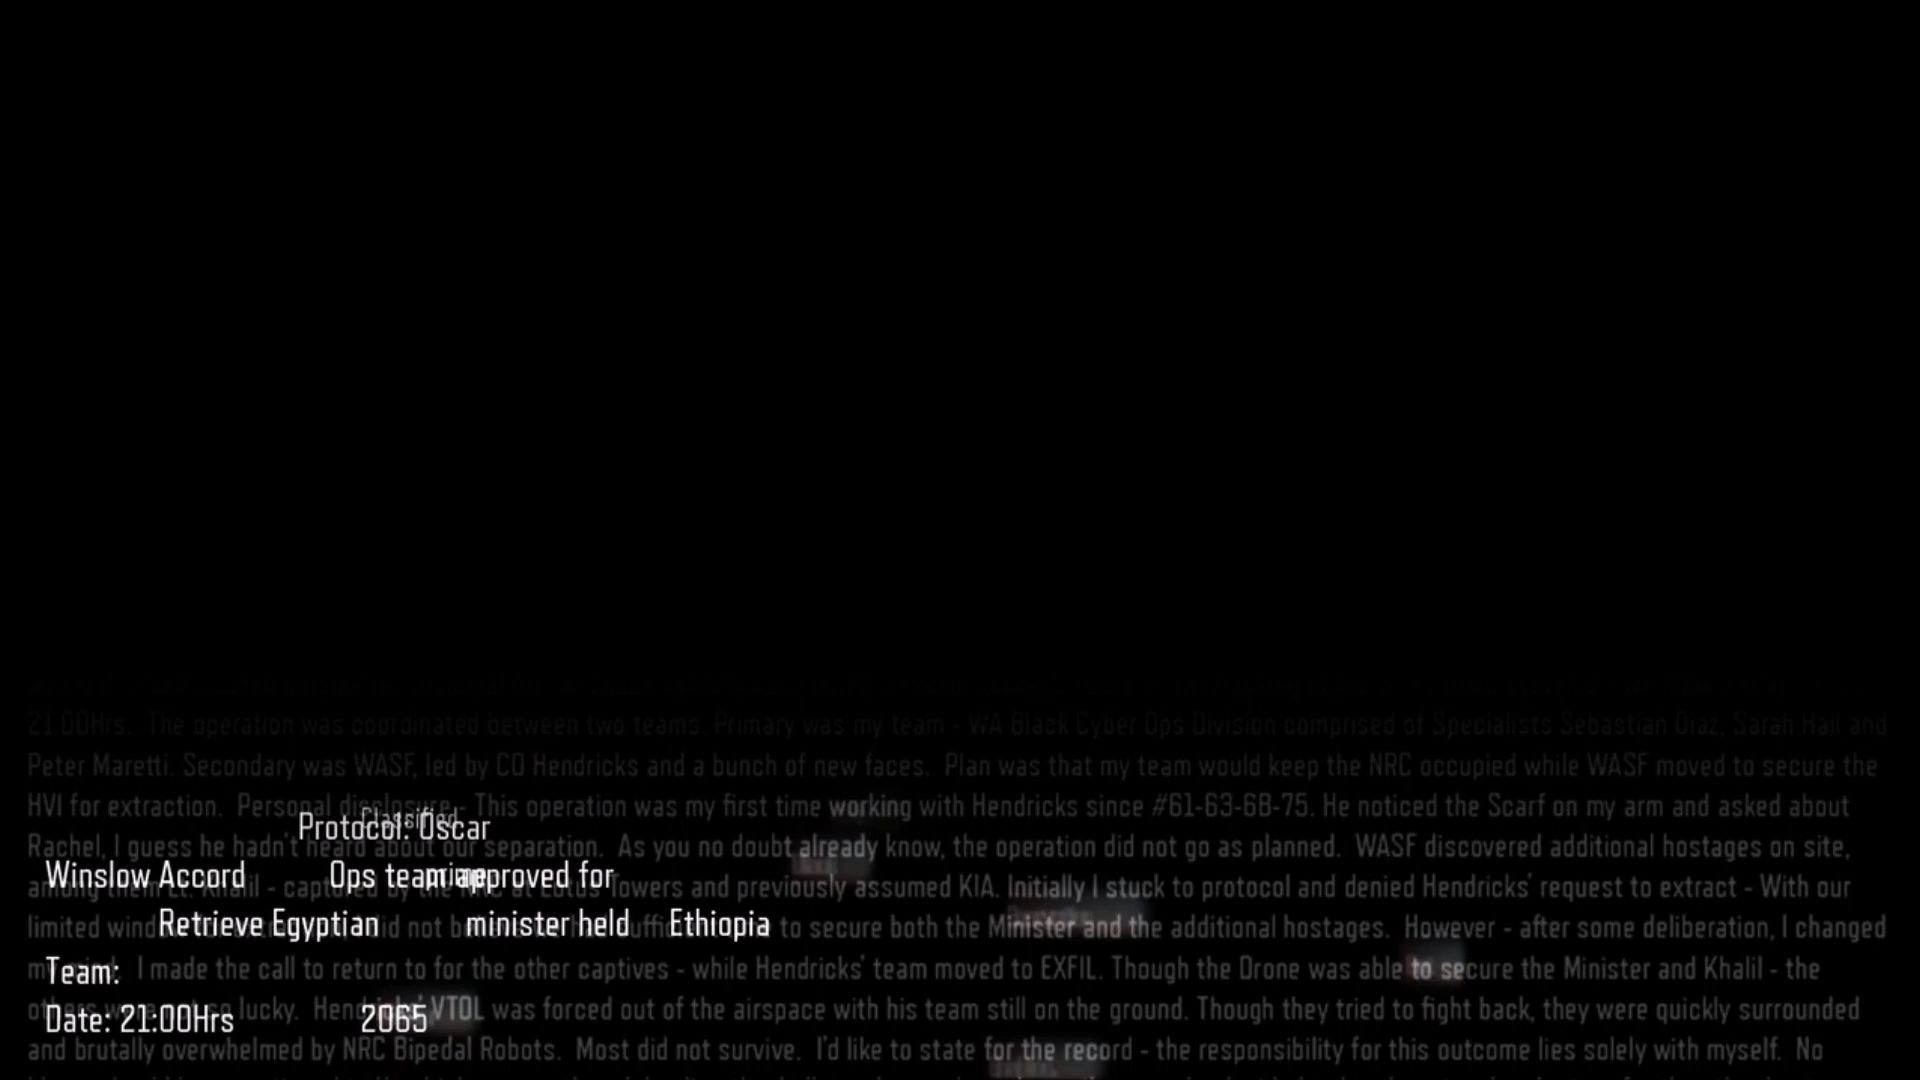 21:00Hrs. The operation was coordinated between two teams. Primary was my team - WA Black Cyber Ops Division comprised of Specialists Sebastian Diaz, Sarah Hall and
Peter Maretti. Secondary was WASF, led by CO Hendricks and a bunch of new faces. Plan was that my team would keep the NRC occupied while WASF moved to secure the
HVI for extraction. Personal disclosure - This operation was my first time working with Hendricks since #61-63-6B-75. He noticed the Scarf on my arm and asked about
Classified
Protocol: Oscar
Rachel, I guess he hadn't heard about our separation. As you no doubt already know, the operation did not go as planned. WASF discovered additional hostages on site,
Winslow Accord Ops team approved for
among them Lt. Khalil - captured by the NRC at Lotus Towers and previously assumed KIA. Initially I stuck to protocol and denied Hendricks' request to extract - With our
Retrieve Egyptian minister held Ethiopia
limited did not to secure both the Minister and the additional hostages. However - after some deliberation, I changed
Team:
I made the call to return to for the other captives - while Hendricks' team moved to EXFIL. Though the Drone was able to secure the Minister and Khalil - the
others were not so lucky. Hendricks' VTOL was forced out of the airspace with his team still on the ground. Though they tried to fight back, they were quickly surrounded
Date: 21:00Hrs 2065
and brutally overwhelmed by NRC Bipedal Robots. Most did not survive. I'd like to state for the record - the responsibility for this outcome lies solely with myself. No